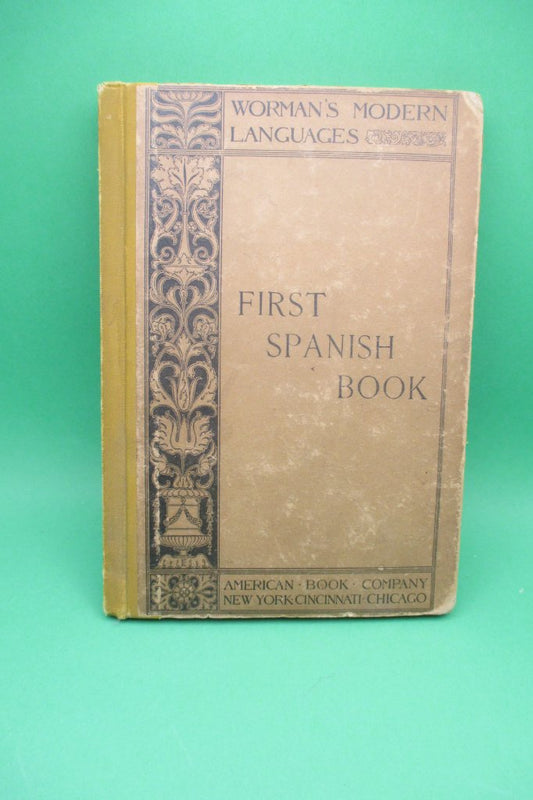 WORMAN'S MODERN
LANGUAGES
FIRST
SPANISH
BOOK
AMERICAN · BOOK · COMPANY
NEW YORK·CINCINNATI·CHICAGO